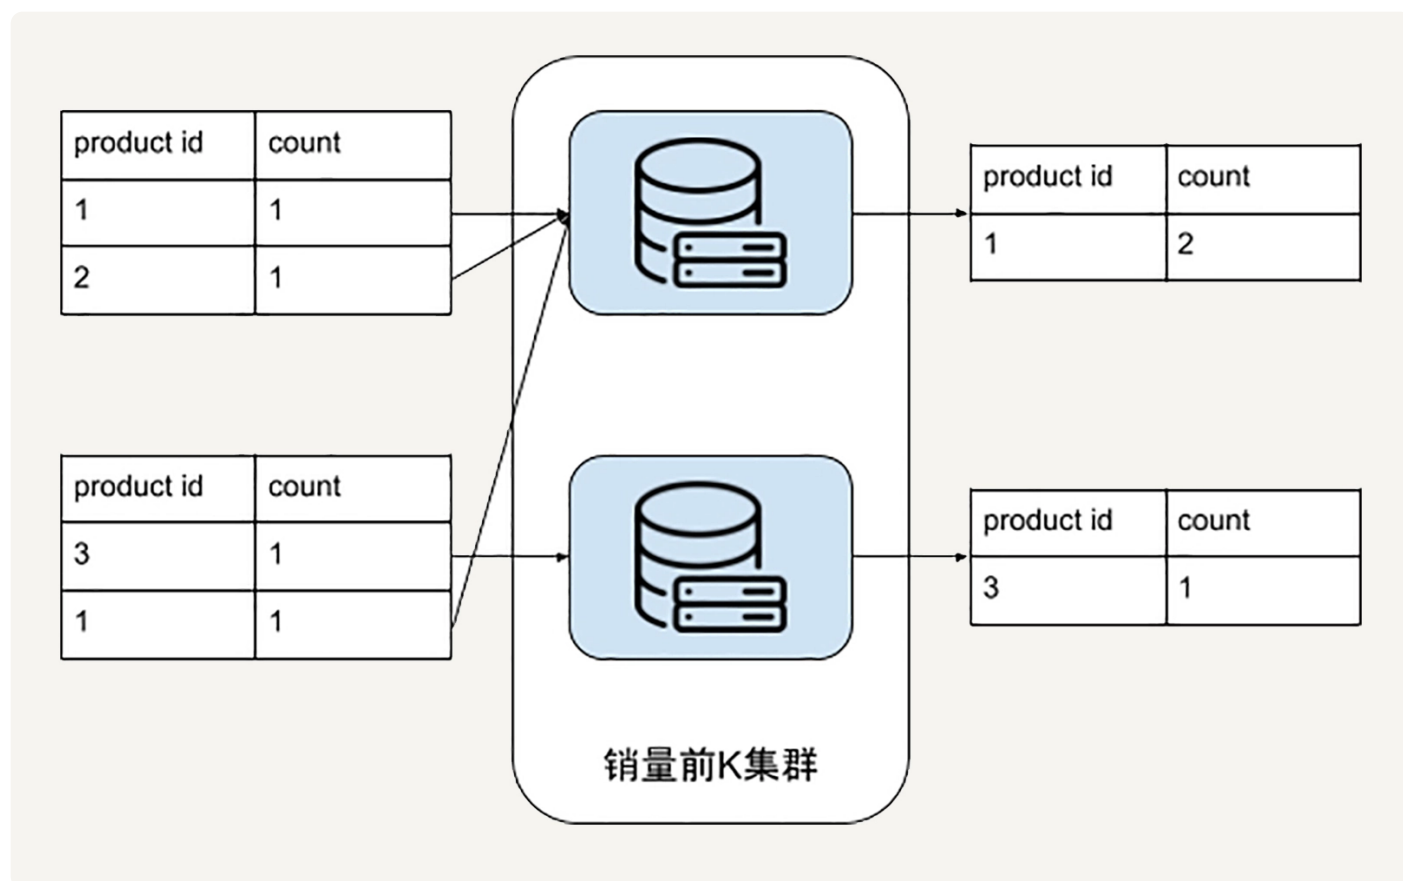 product id count
1 1
2 1
product id count
1 2
product id count
3 1
1 1
product id count
3 1
销量前K集群